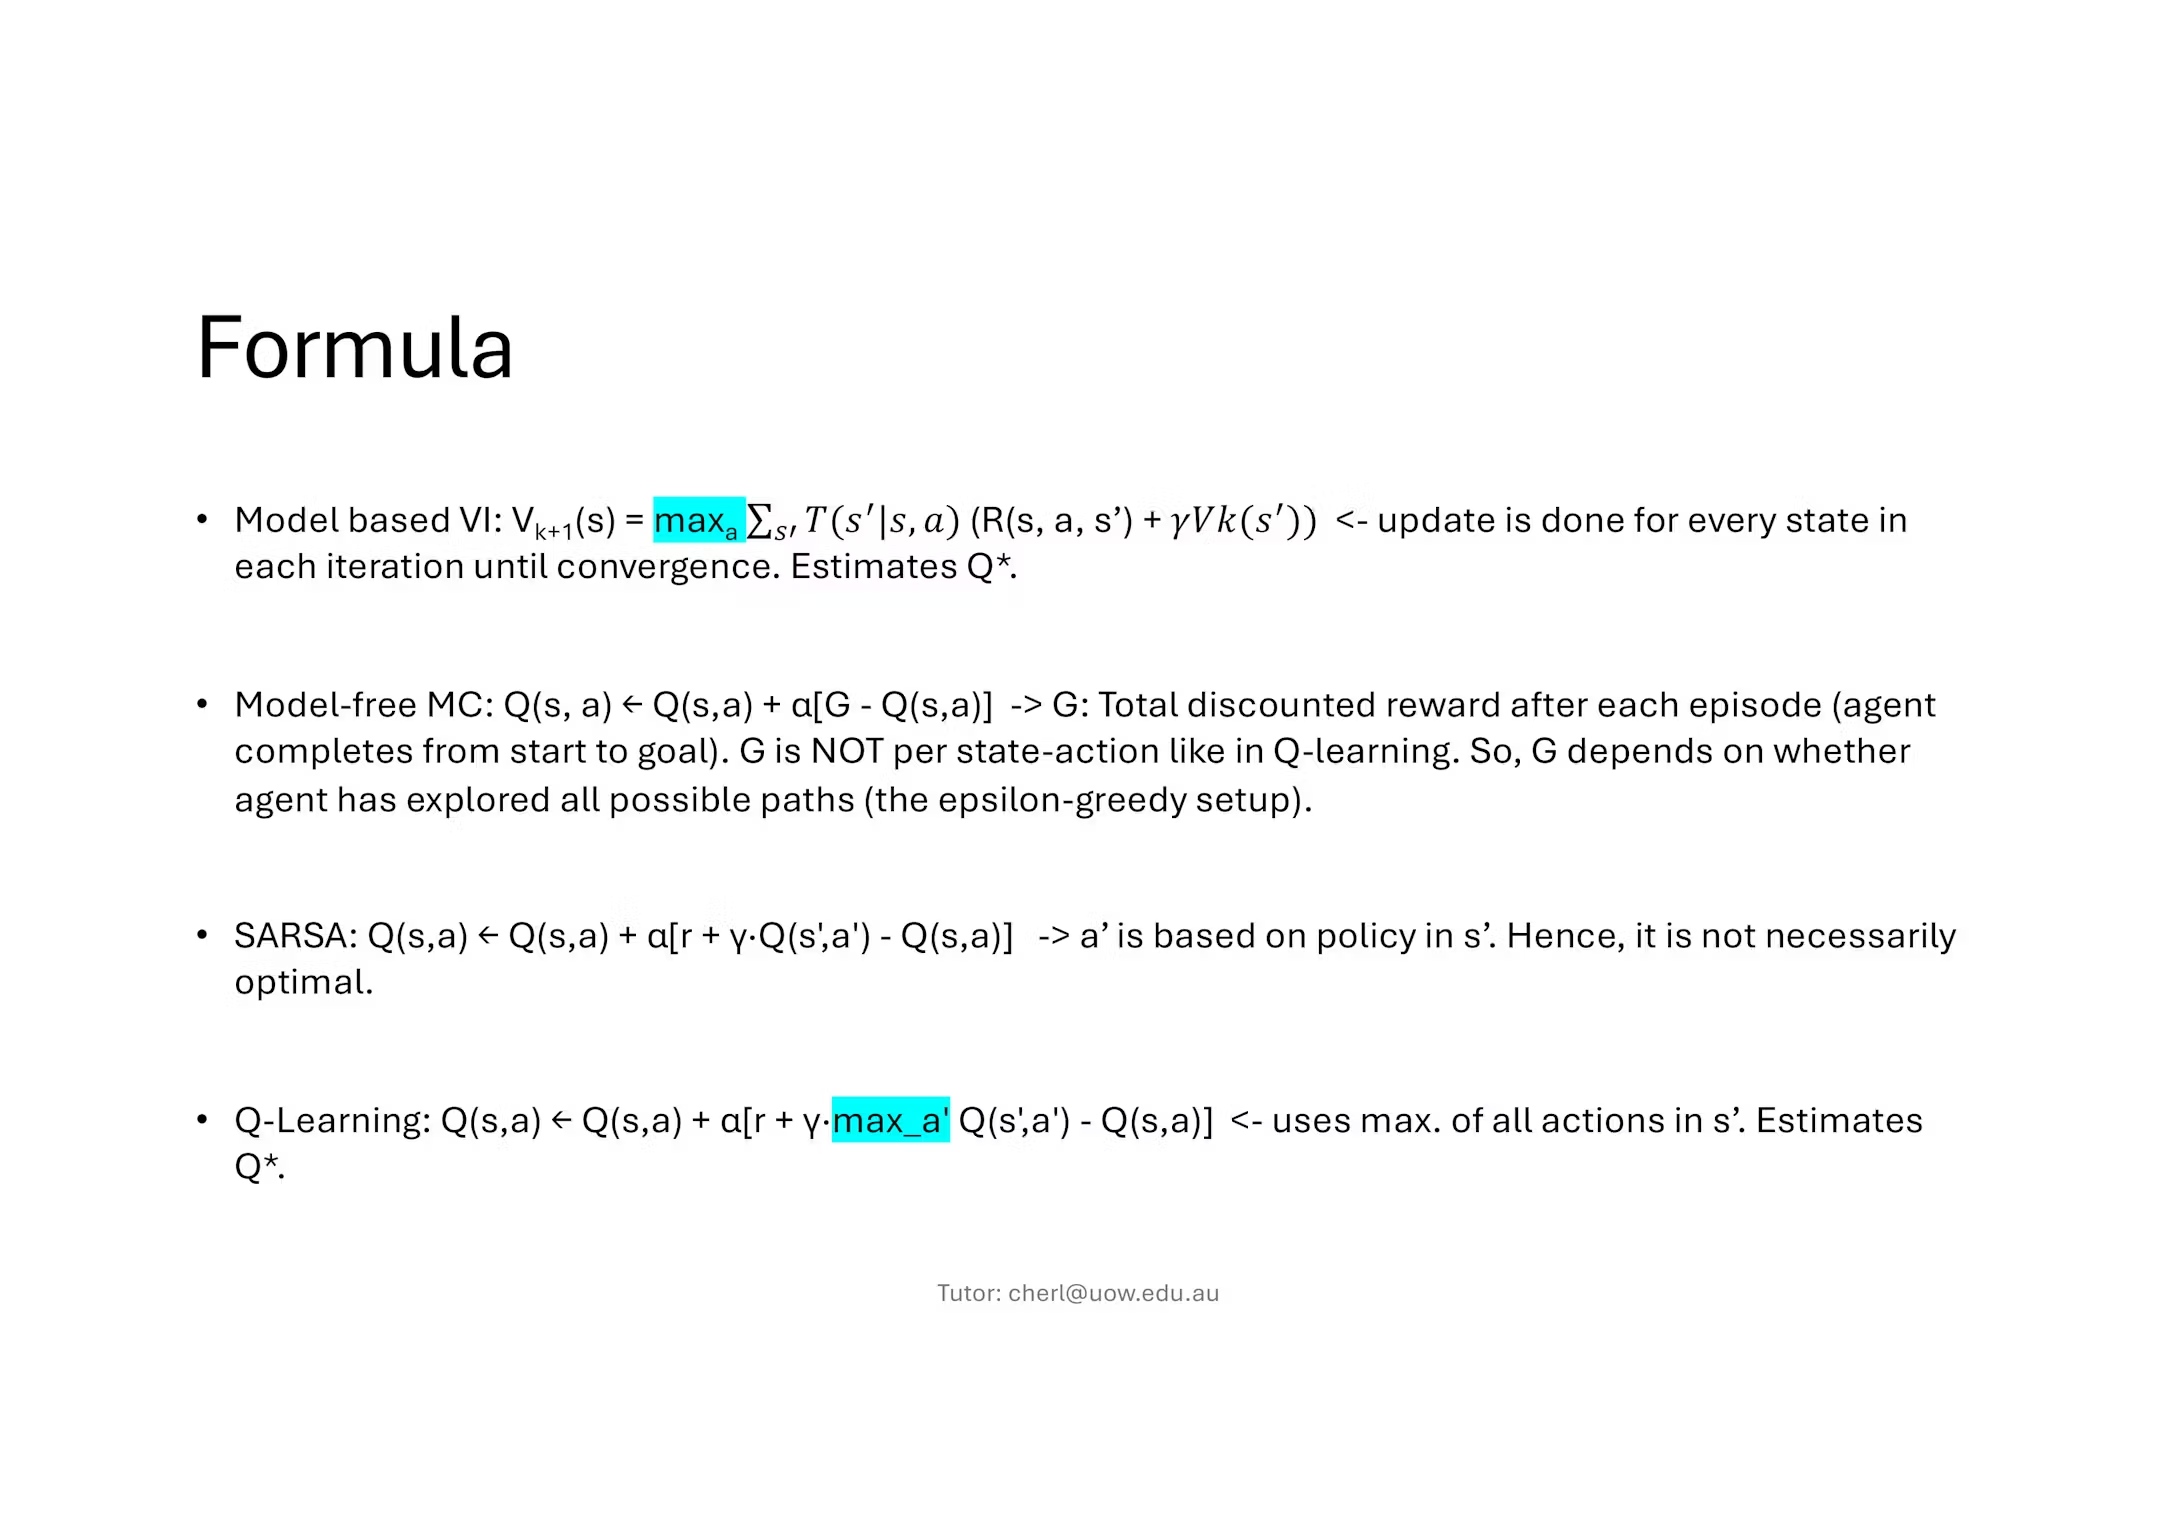 Formula
• Model based VI: Vk+1(s) = maxa ∑s′ 𝑇(𝑠′|𝑠, 𝑎) (R(s, a, s’) + 𝛾𝑉𝑘(𝑠′)) <- update is done for every state in
each iteration until convergence. Estimates Q*.
• Model-free MC: Q(s, a) ← Q(s,a) + α[G - Q(s,a)] -> G: Total discounted reward after each episode (agent
completes from start to goal). G is NOT per state-action like in Q-learning. So, G depends on whether
agent has explored all possible paths (the epsilon-greedy setup).
• SARSA: Q(s,a) ← Q(s,a) + α[r + γ·Q(s',a') - Q(s,a)] -> a’ is based on policy in s’. Hence, it is not necessarily
optimal.
• Q-Learning: Q(s,a) ← Q(s,a) + α[r + γ·max_a' Q(s',a') - Q(s,a)] <- uses max. of all actions in s’. Estimates
Q*.
Tutor: cherl@uow.edu.au